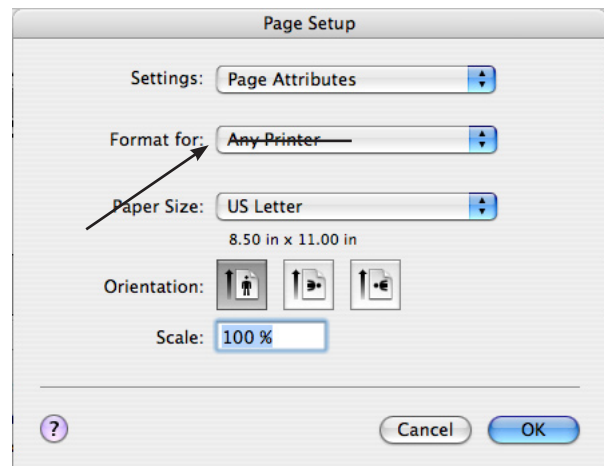 Page Setup
Settings: Page Attributes
Format for: Any Printer
Paper Size: US Letter
8.50 in x 11.00 in
Orientation:
Scale: 100 %
? Cancel OK